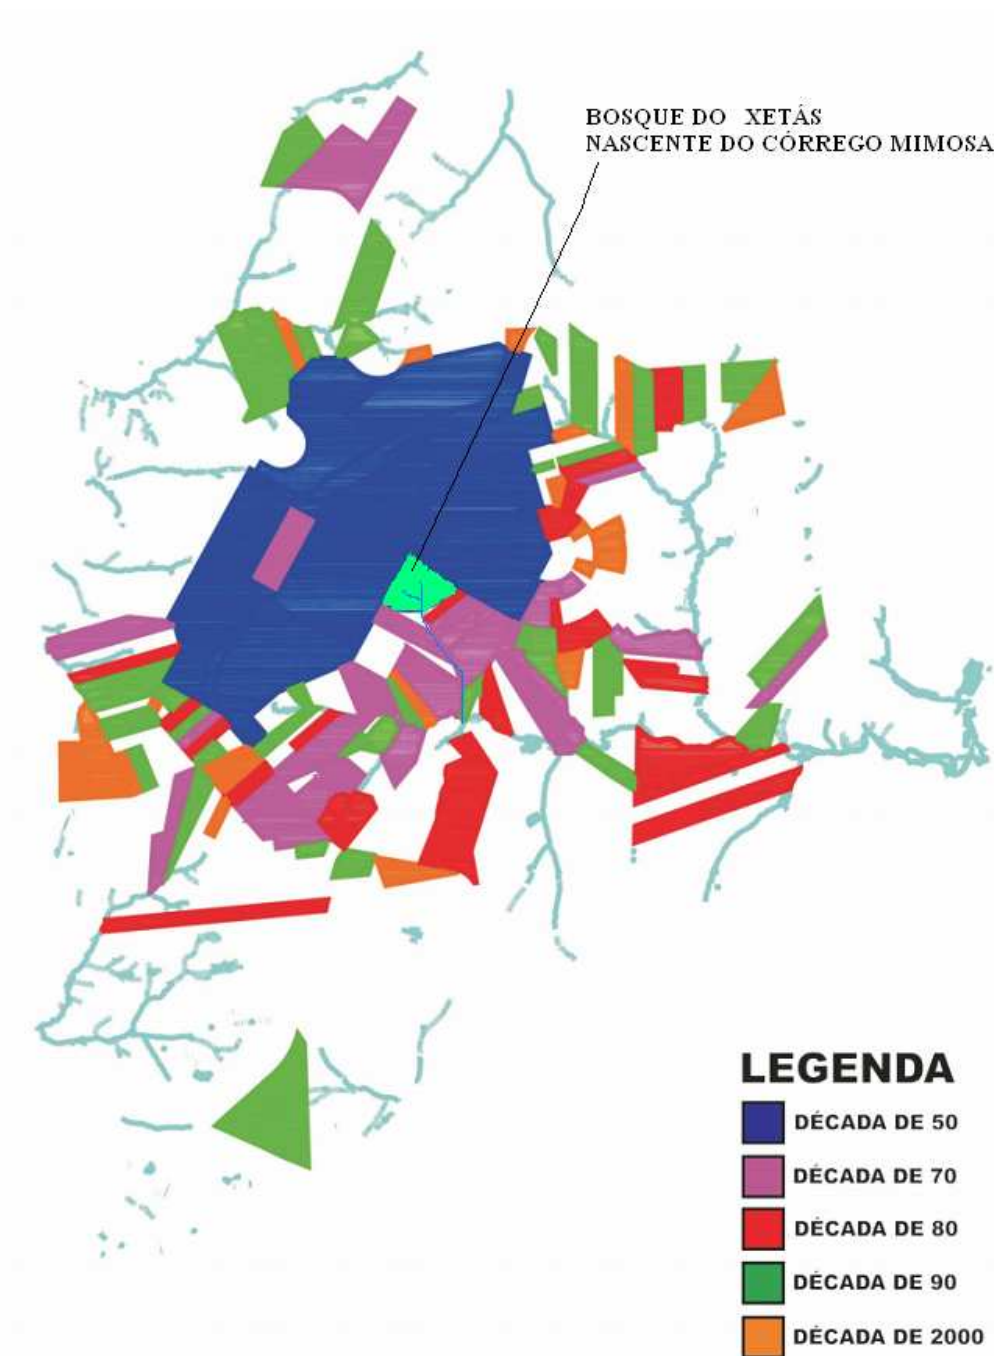 BOSQUE DO XETÁS
NASCENTE DO CÓRREGO MIMOSA
LEGENDA
DÉCADA DE 50
DÉCADA DE 70
DÉCADA DE 80
DÉCADA DE 90
DÉCADA DE 2000